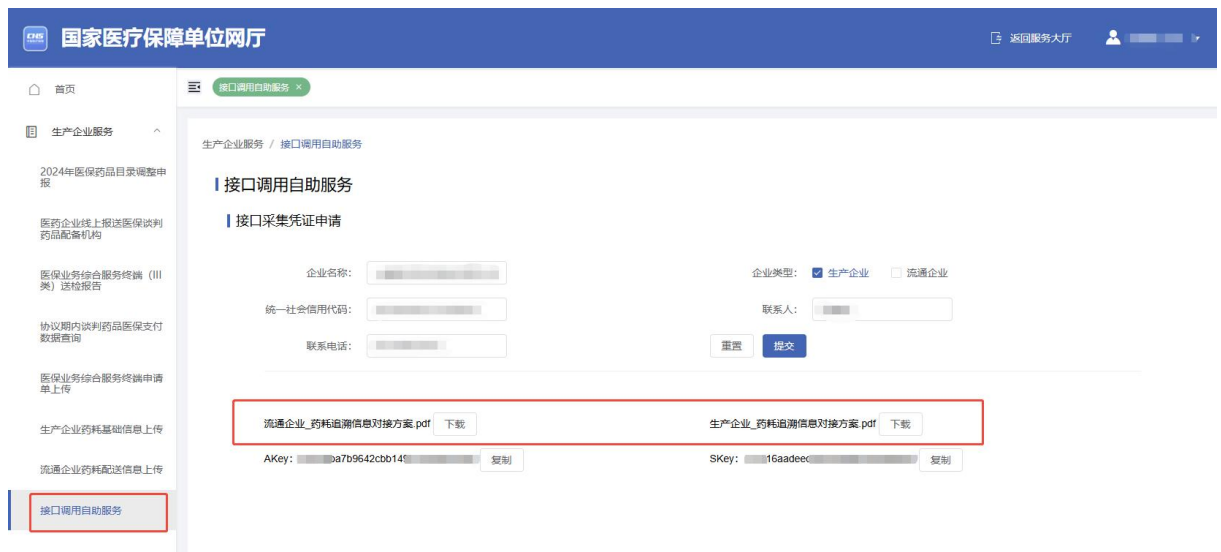 国家医疗保障单位网厅
返回服务大厅
首页
接口调用自助服务 ×
生产企业服务
生产企业服务 / 接口调用自助服务
2024年医保药品目录调整申
报
接口调用自助服务
医药企业线上报送医保谈判
药品配备机构
接口采集凭证申请
医保业务综合服务终端（III
类）送检报告
企业名称：
企业类型： 生产企业 流通企业
统一社会信用代码：
联系人：
协议期内谈判药品医保支付
数据查询
联系电话：
重置 提交
医保业务综合服务终端申请
单上传
流通企业_药耗追溯信息对接方案.pdf 下载
生产企业_药耗追溯信息对接方案.pdf 下载
生产企业药耗基础信息上传
AKey： a7b9642cbb14 复制
SKey： 16aadee 复制
流通企业药耗配送信息上传
接口调用自助服务